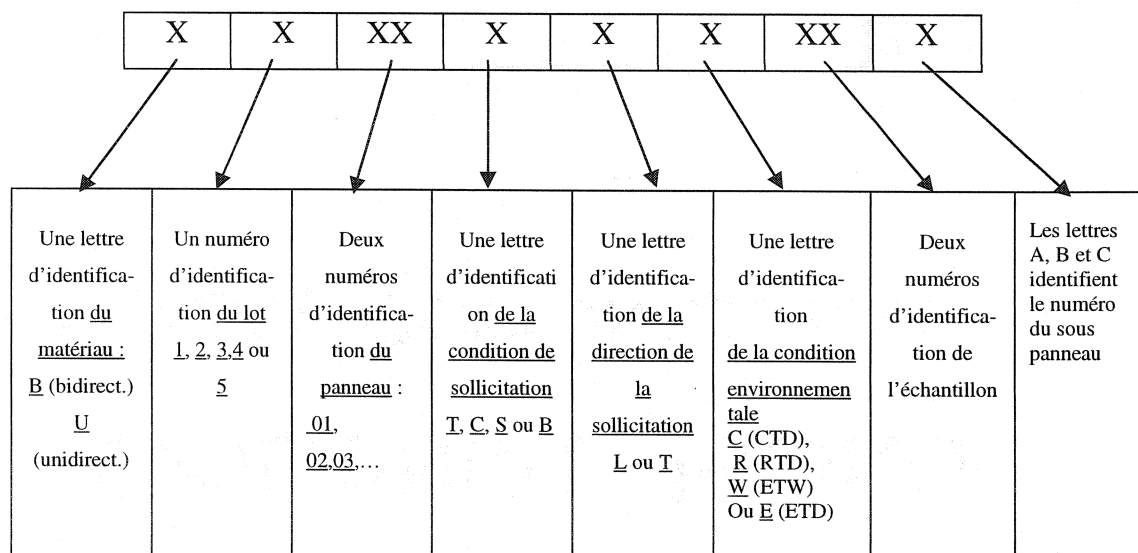 X X XX X X X XX X
Une lettre
d’identifica-
tion du
matériau :
B (bidirect.)
U
(unidirect.)
Un numéro
d’identifica-
tion du lot
1, 2, 3,4 ou
5
Deux
numéros
d’identifica-
tion du
panneau :
01,
02,03,…
Une lettre
d’identificati
on de la
condition de
sollicitation
T, C, S ou B
Une lettre
d’identifica-
tion de la
direction de
la
sollicitation
L ou T
Une lettre
d’identifica-
tion
de la condition
environnemen
tale
C (CTD),
R (RTD),
W (ETW)
Ou E (ETD)
Deux
numéros
d’identifica-
tion de
l’échantillon
Les lettres
A, B et C
identifient
le numéro
du sous
panneau